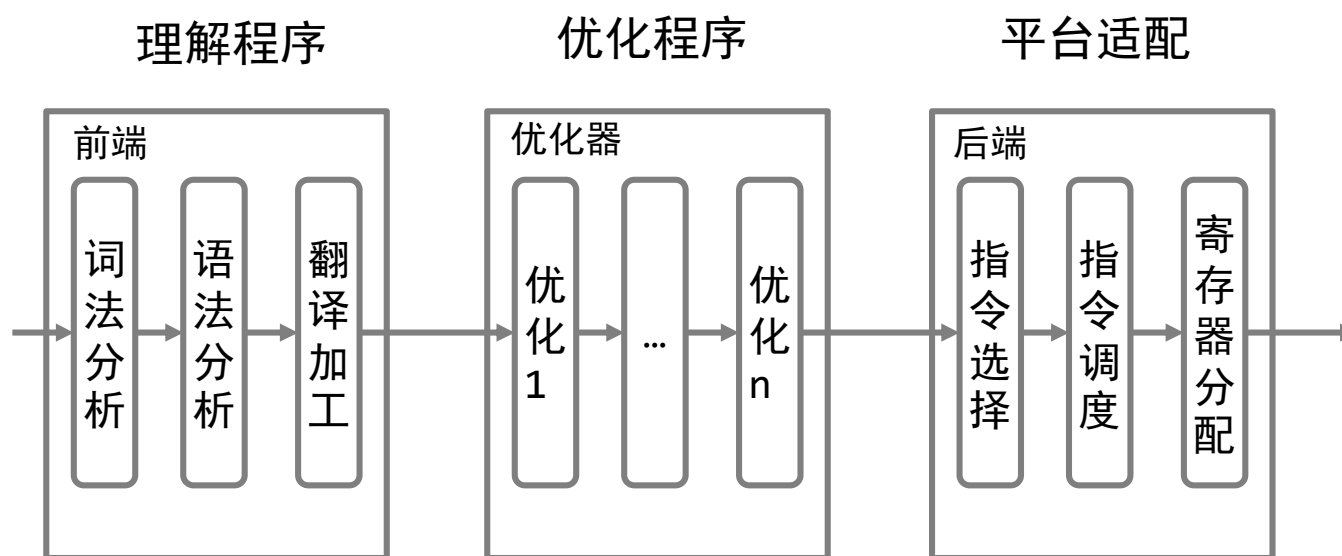 理解程序
优化程序
平台适配
前端
词法分析
语法分析
翻译加工
优化器
优化1
...
优化n
后端
指令选择
指令调度
寄存器分配